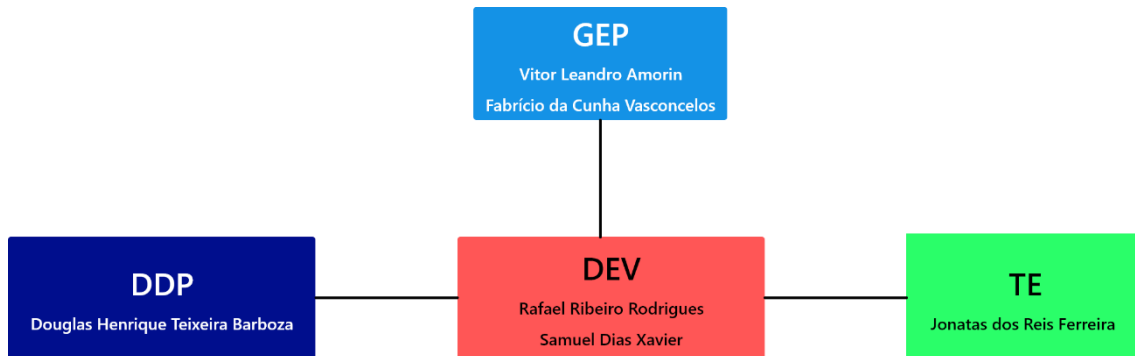 GEP
Vitor Leandro Amorin
Fabrício da Cunha Vasconcelos
DDP
Douglas Henrique Teixeira Barboza
DEV
Rafael Ribeiro Rodrigues
Samuel Dias Xavier
TE
Jonatas dos Reis Ferreira